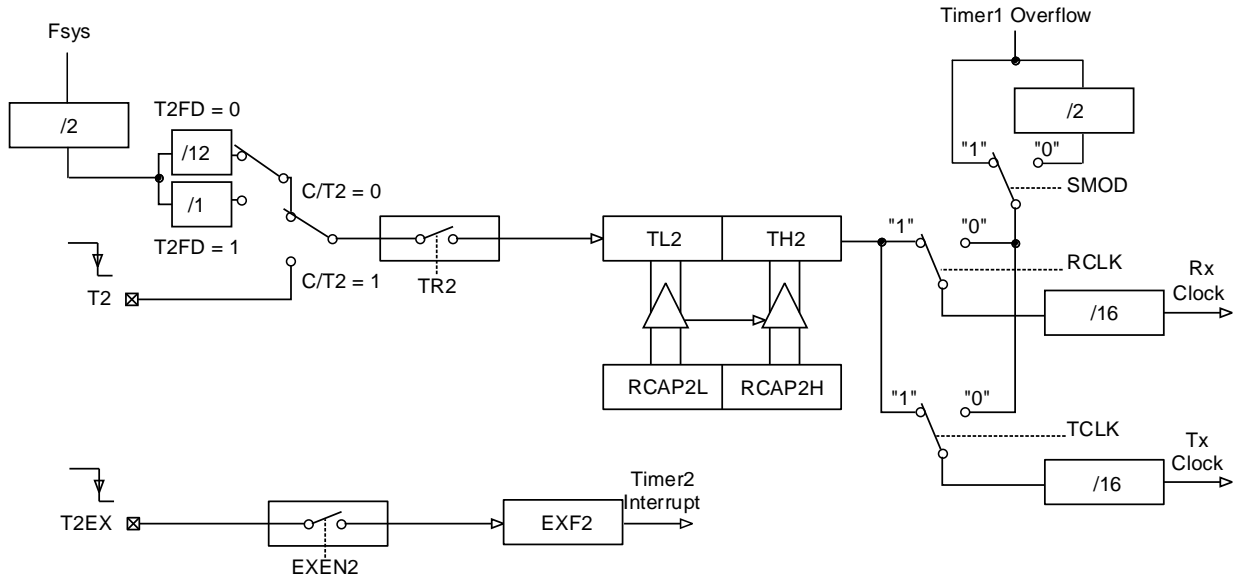 Timer1 Overflow
Fsys
T2FD = 0
/2
/2
/12
"1"
"0"
C/T2 = 0
SMOD
/1
T2FD = 1
TL2
TH2
"1"
"0"
RCLK
Rx
Clock
C/T2 = 1
TR2
T2
/16
RCAP2L
RCAP2H
"1"
"0"
TCLK
Tx
Clock
/16
Timer2
Interrupt
T2EX
EXF2
EXEN2